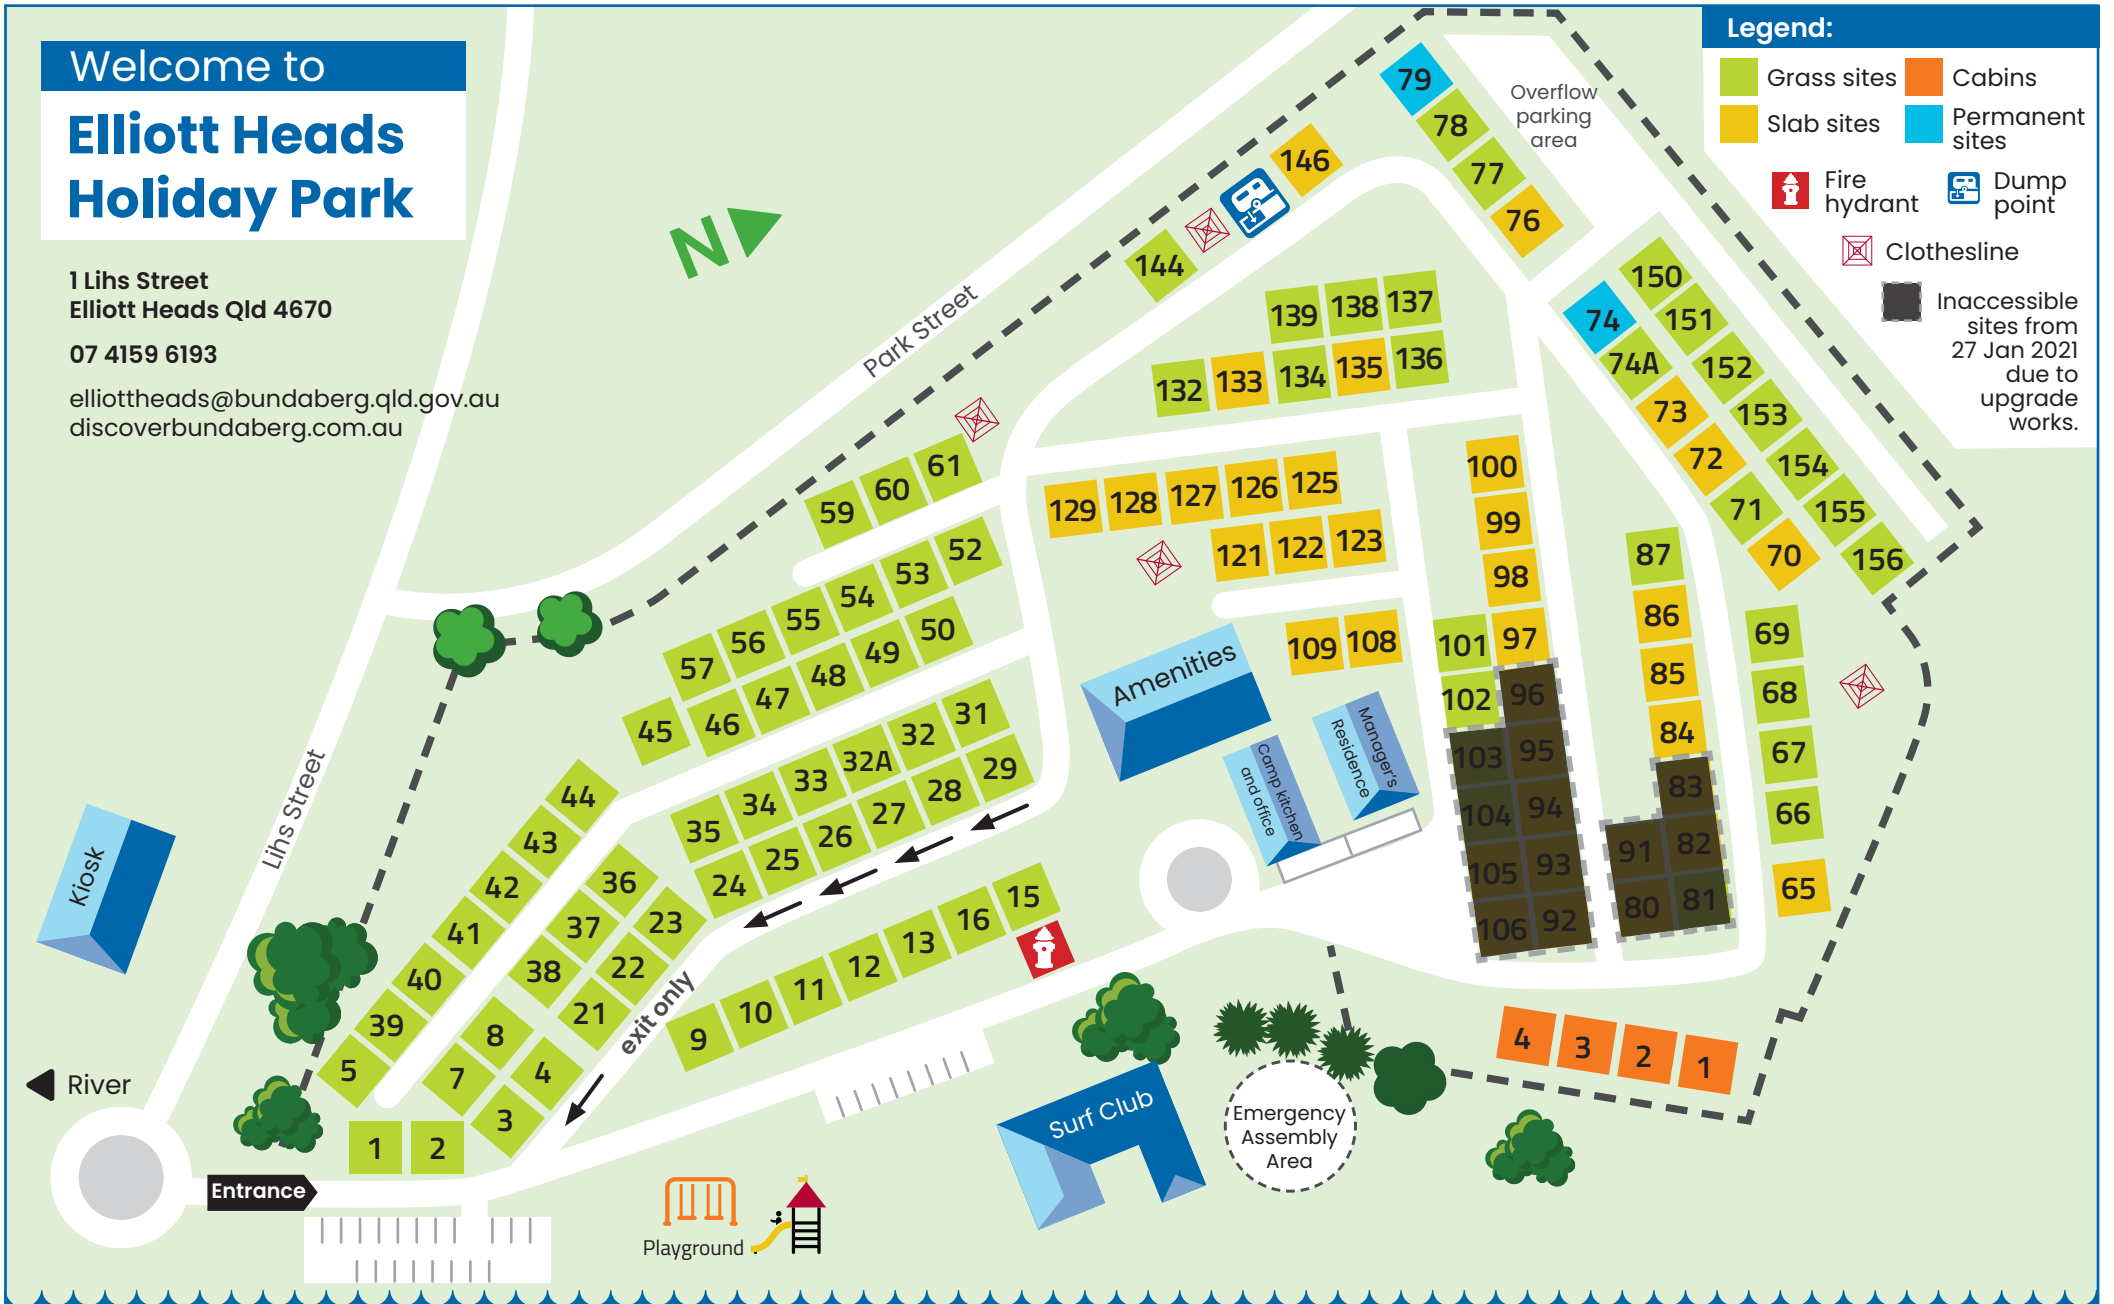 Welcome to
Elliott Heads
Holiday Park
1 Lihs Street
Elliott Heads Qld 4670
07 4159 6193
elliottheads@bundaberg.qld.gov.au
discoverbundaberg.com.au
N
Legend:
Grass sites
Cabins
Slab sites
Permanent
sites
Fire
hydrant
Dump
point
Clothesline
Inaccessible
sites from
27 Jan 2021
due to
upgrade
works.
Overflow
parking
area
Park Street
Lihs Street
79
78
77
76
146
144
150
151
152
153
154
155
156
74
74A
73
72
71
70
139 138 137
132 133 134 135 136
129 128 127 126 125
121 122 123
109 108
100
99
98
97
101
102
96
95
94
93
92
103
104
105
106
87
86
85
84
83
82
81
91
80
69
68
67
66
65
59 60 61
57 56 55 54 53 52
45 46 47 48 49 50
35 34 33 32A 32 31
24 25 26 27 28 29
44
43
42
41
40
39
5
36
37
38
23
22
21
8
7
4
3
1 2
9 10 11 12 13 16 15
exit only
Amenities
Camp kitchen
and office
Manager's
Residence
Kiosk
River
Entrance
Playground
Surf Club
Emergency
Assembly
Area
4 3 2 1